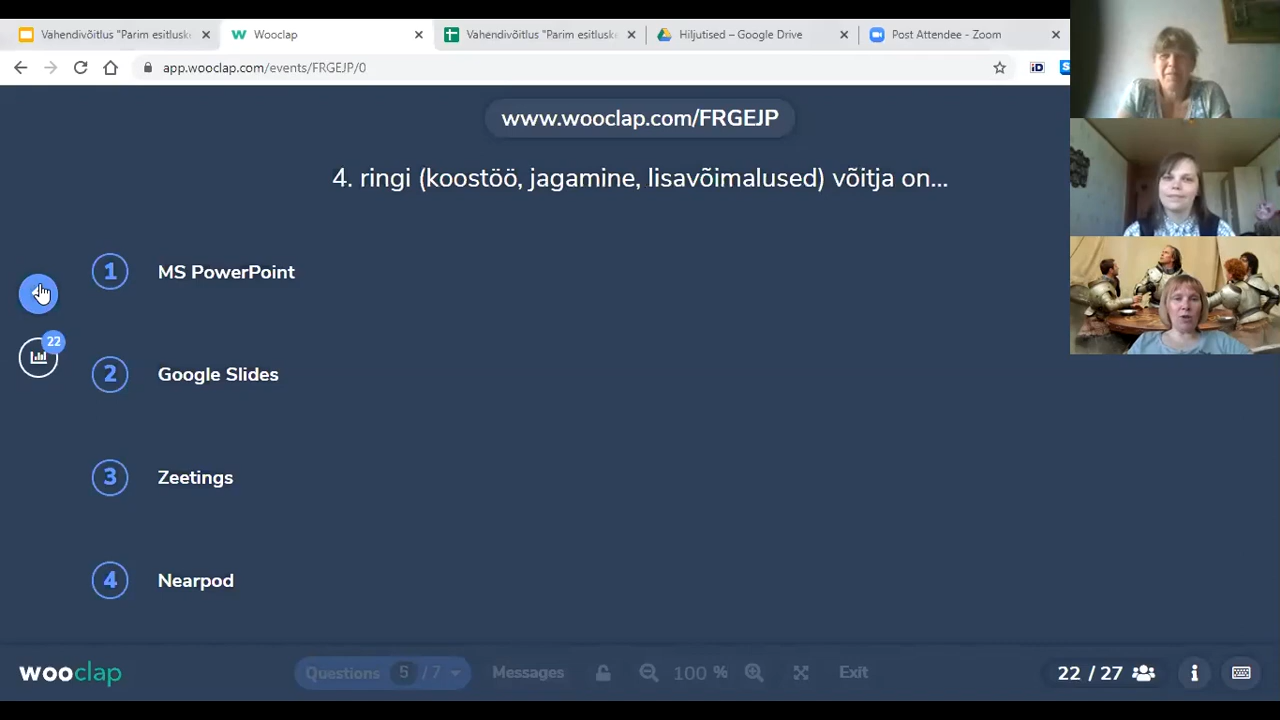 Vahendivõitlus "Parim esitlusk
Wooclap
Vahendivõitlus "Parim esitluske
Hiljutised – Google Drive
Post Attendee - Zoom
app.wooclap.com/events/FRGEJP/0
iD
www.wooclap.com/FRGEJP
4. ringi (koostöö, jagamine, lisavõimalused) võitja on...
1 MS PowerPoint
22
2 Google Slides
3 Zeetings
4 Nearpod
wooclap
Questions 5 / 7
Messages
100 %
Exit
22 / 27